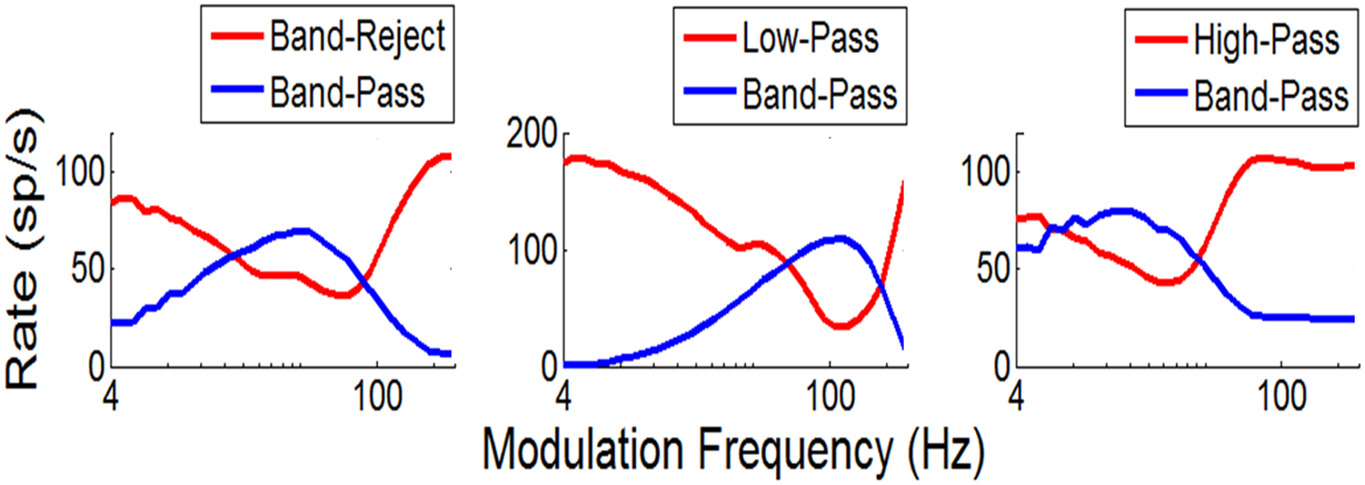 Band-Reject
Band-Pass
Low-Pass
Band-Pass
High-Pass
Band-Pass
Rate (sp/s)
100
50
0
4
100
200
100
0
4
100
100
50
0
4
100
Modulation Frequency (Hz)